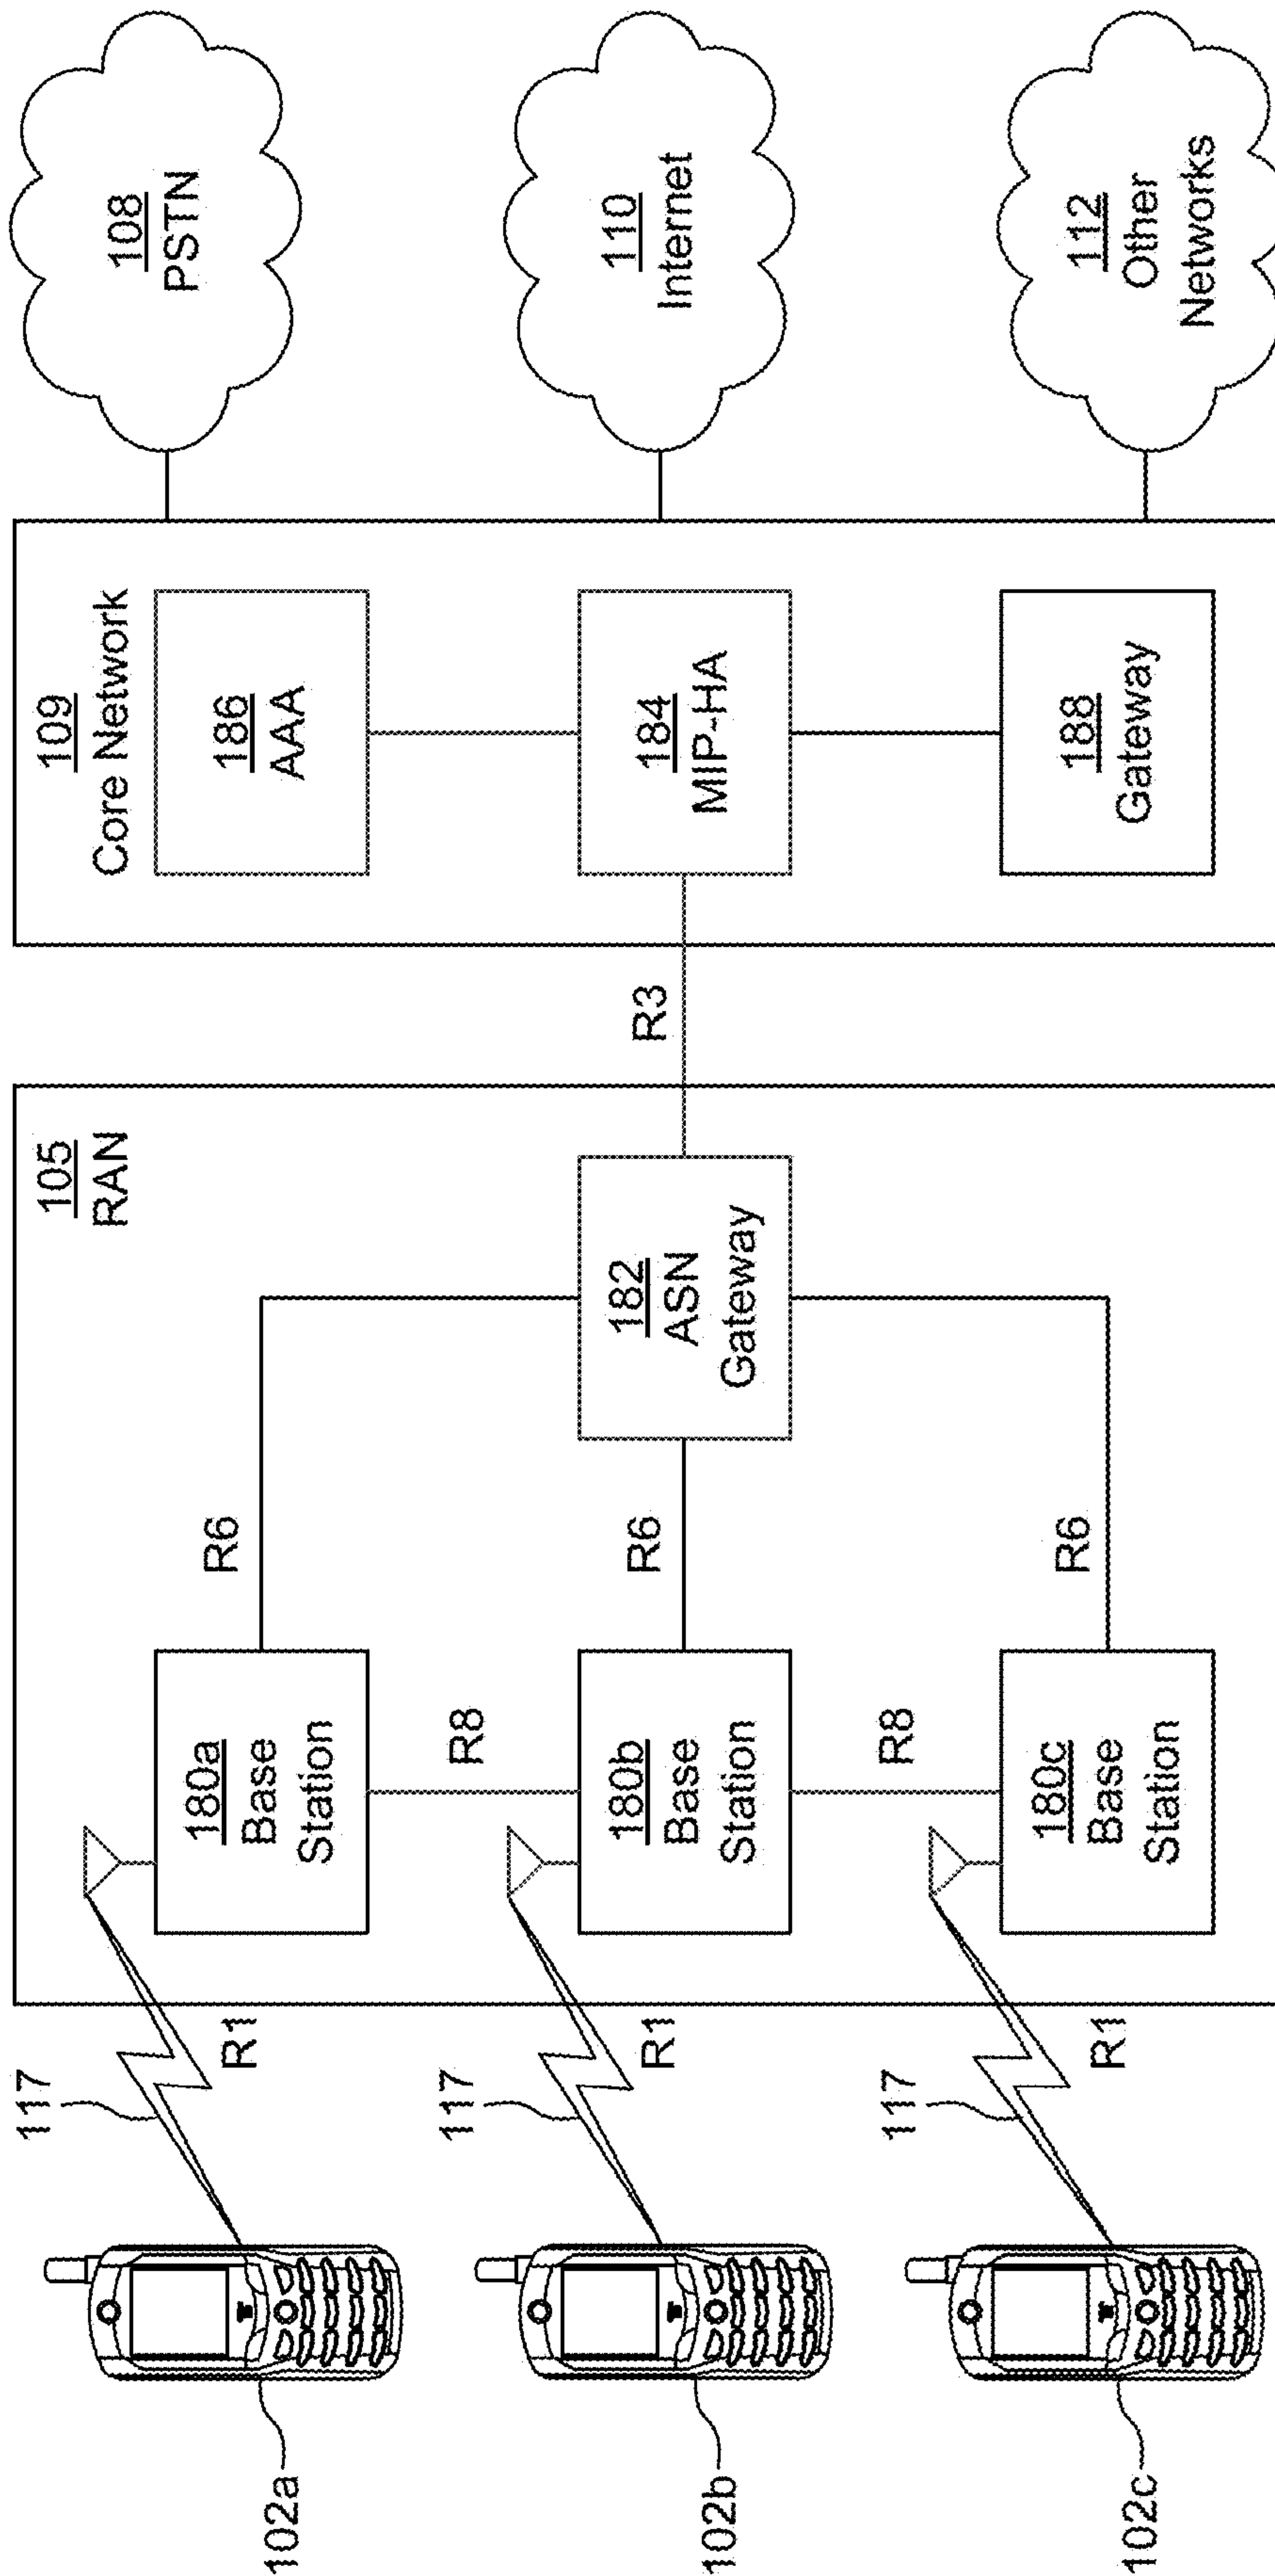 102a
117
R1
180a
Base
Station
R6
105
RAN
109
Core Network
186
AAA
108
PSTN
R8
102b
117
R1
180b
Base
Station
R6
182
ASN
Gateway
R3
184
MIP-HA
110
Internet
R8
102c
117
R1
180c
Base
Station
R6
188
Gateway
112
Other
Networks